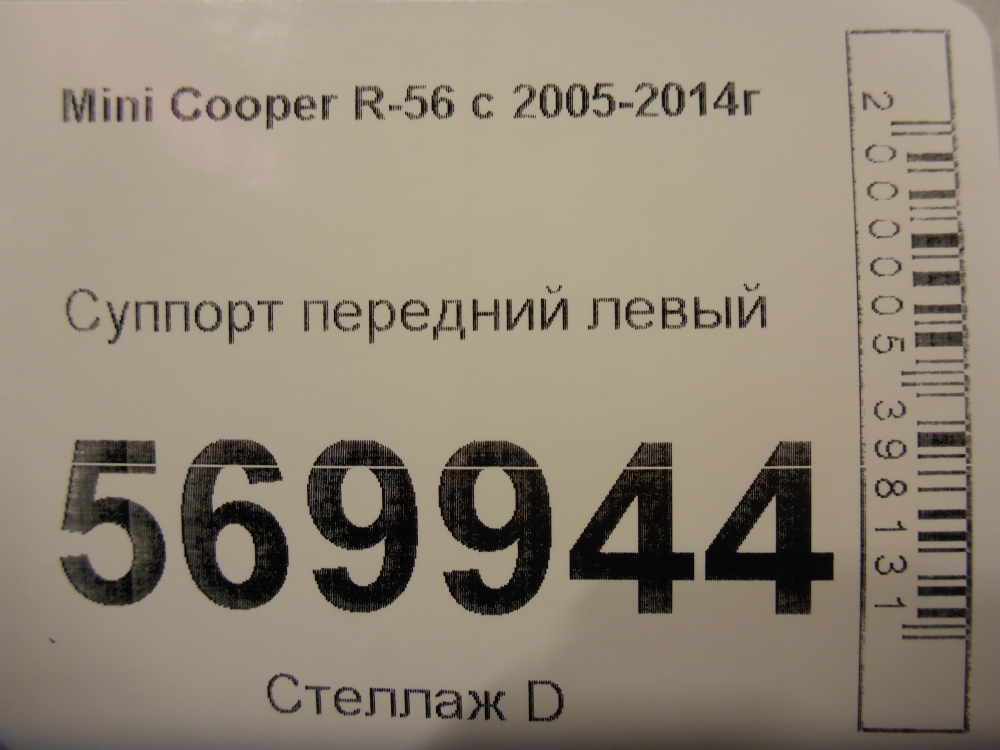 Mini Cooper R-56 с 2005-2014г
Суппорт передний левый
569944
Стеллаж D
2000005398131